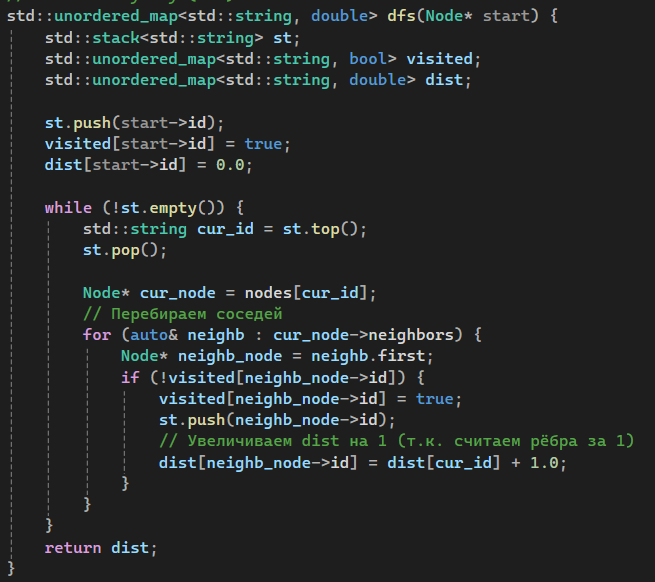 std::unordered_map<std::string, double> dfs(Node* start) {
    std::stack<std::string> st;
    std::unordered_map<std::string, bool> visited;
    std::unordered_map<std::string, double> dist;

    st.push(start->id);
    visited[start->id] = true;
    dist[start->id] = 0.0;

    while (!st.empty()) {
        std::string cur_id = st.top();
        st.pop();

        Node* cur_node = nodes[cur_id];
        // Перебираем соседей
        for (auto& neighb : cur_node->neighbors) {
            Node* neighb_node = neighb.first;
            if (!visited[neighb_node->id]) {
                visited[neighb_node->id] = true;
                st.push(neighb_node->id);
                // Увеличиваем dist на 1 (т.к. считаем рёбра за 1)
                dist[neighb_node->id] = dist[cur_id] + 1.0;
            }
        }
    }
    return dist;
}